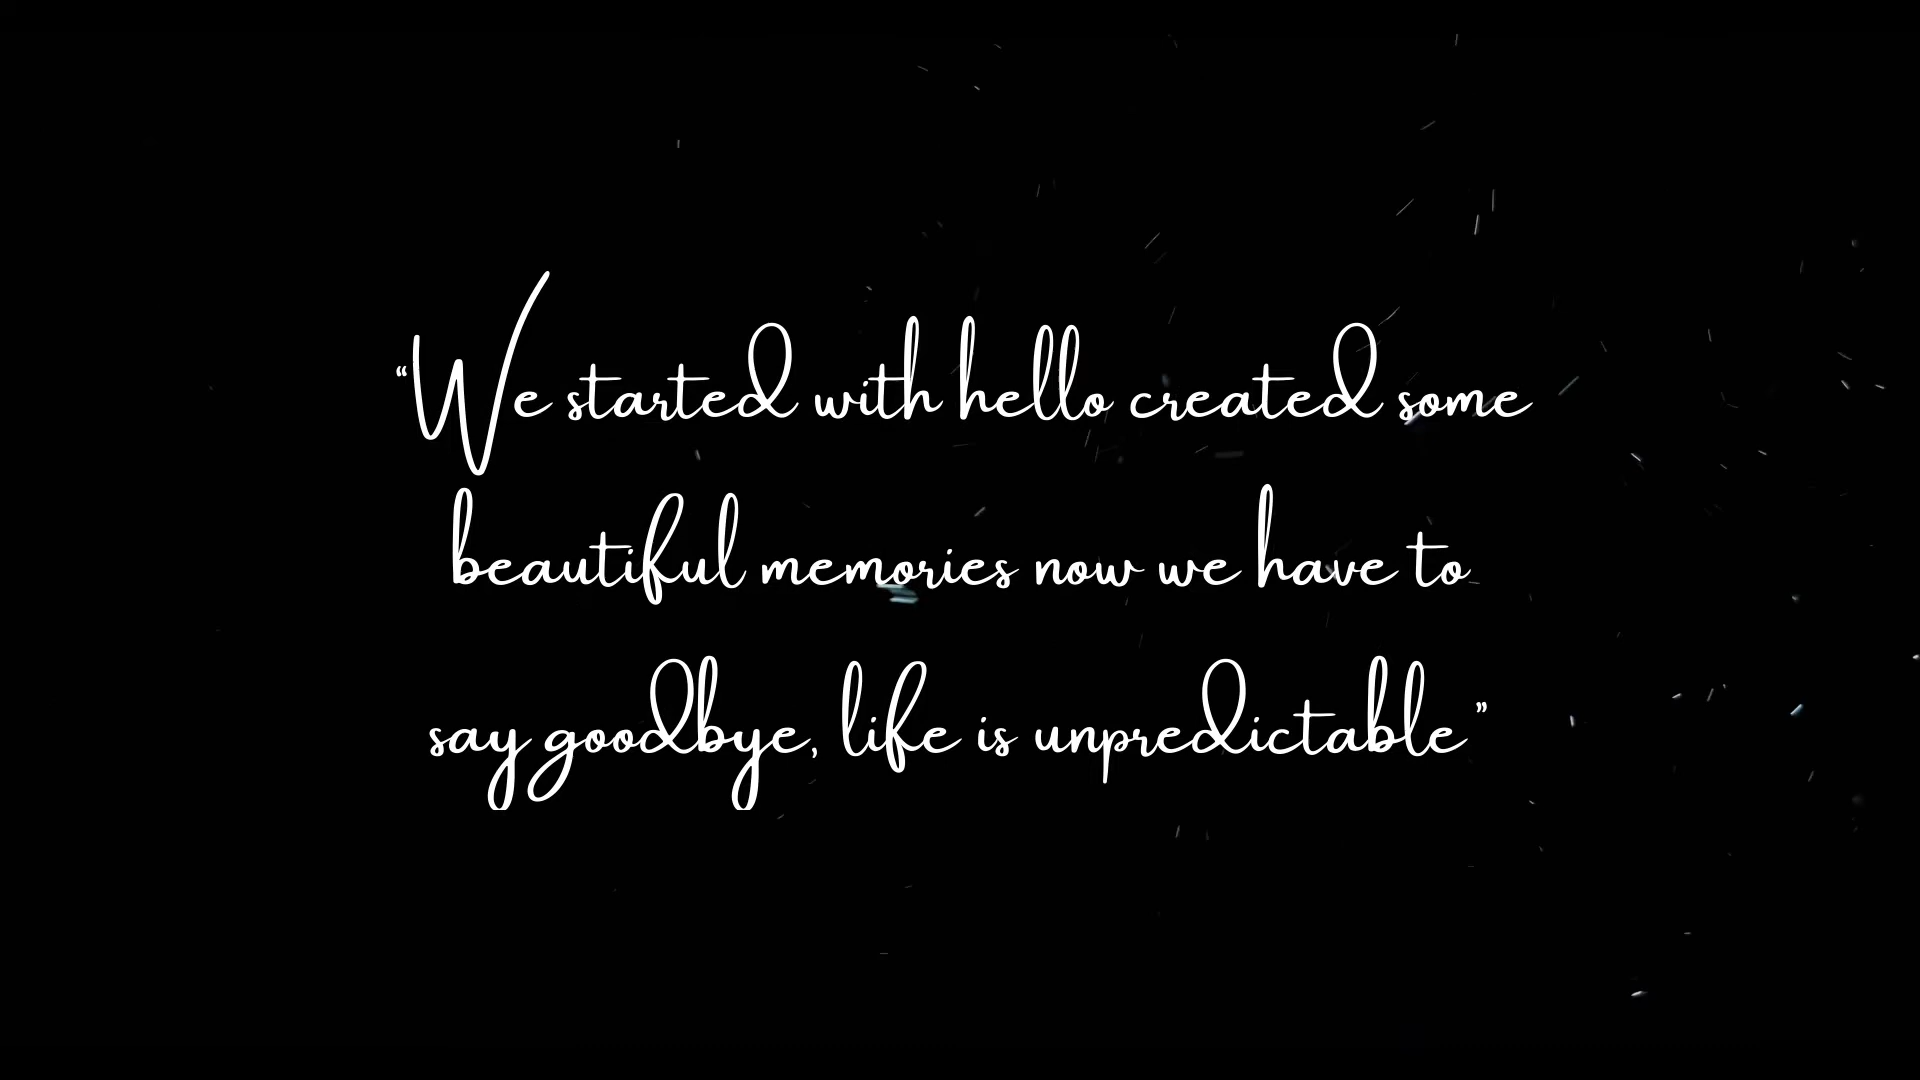 “We started with hello created some
beautiful memories now we have to
say goodbye, life is unpredictable”